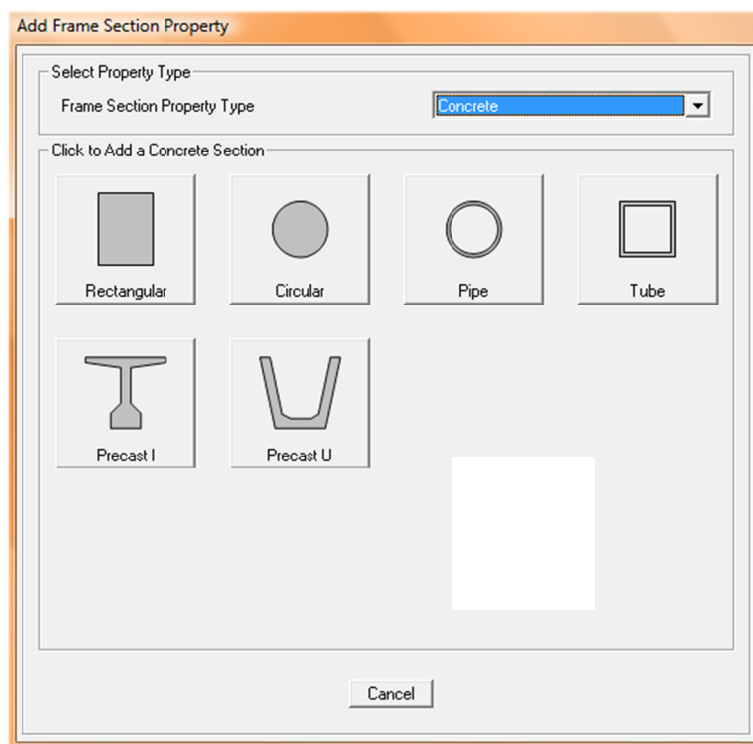 Add Frame Section Property
Select Property Type
Frame Section Property Type
Concrete
Click to Add a Concrete Section
Rectangular
Circular
Pipe
Tube
Precast I
Precast U
Cancel